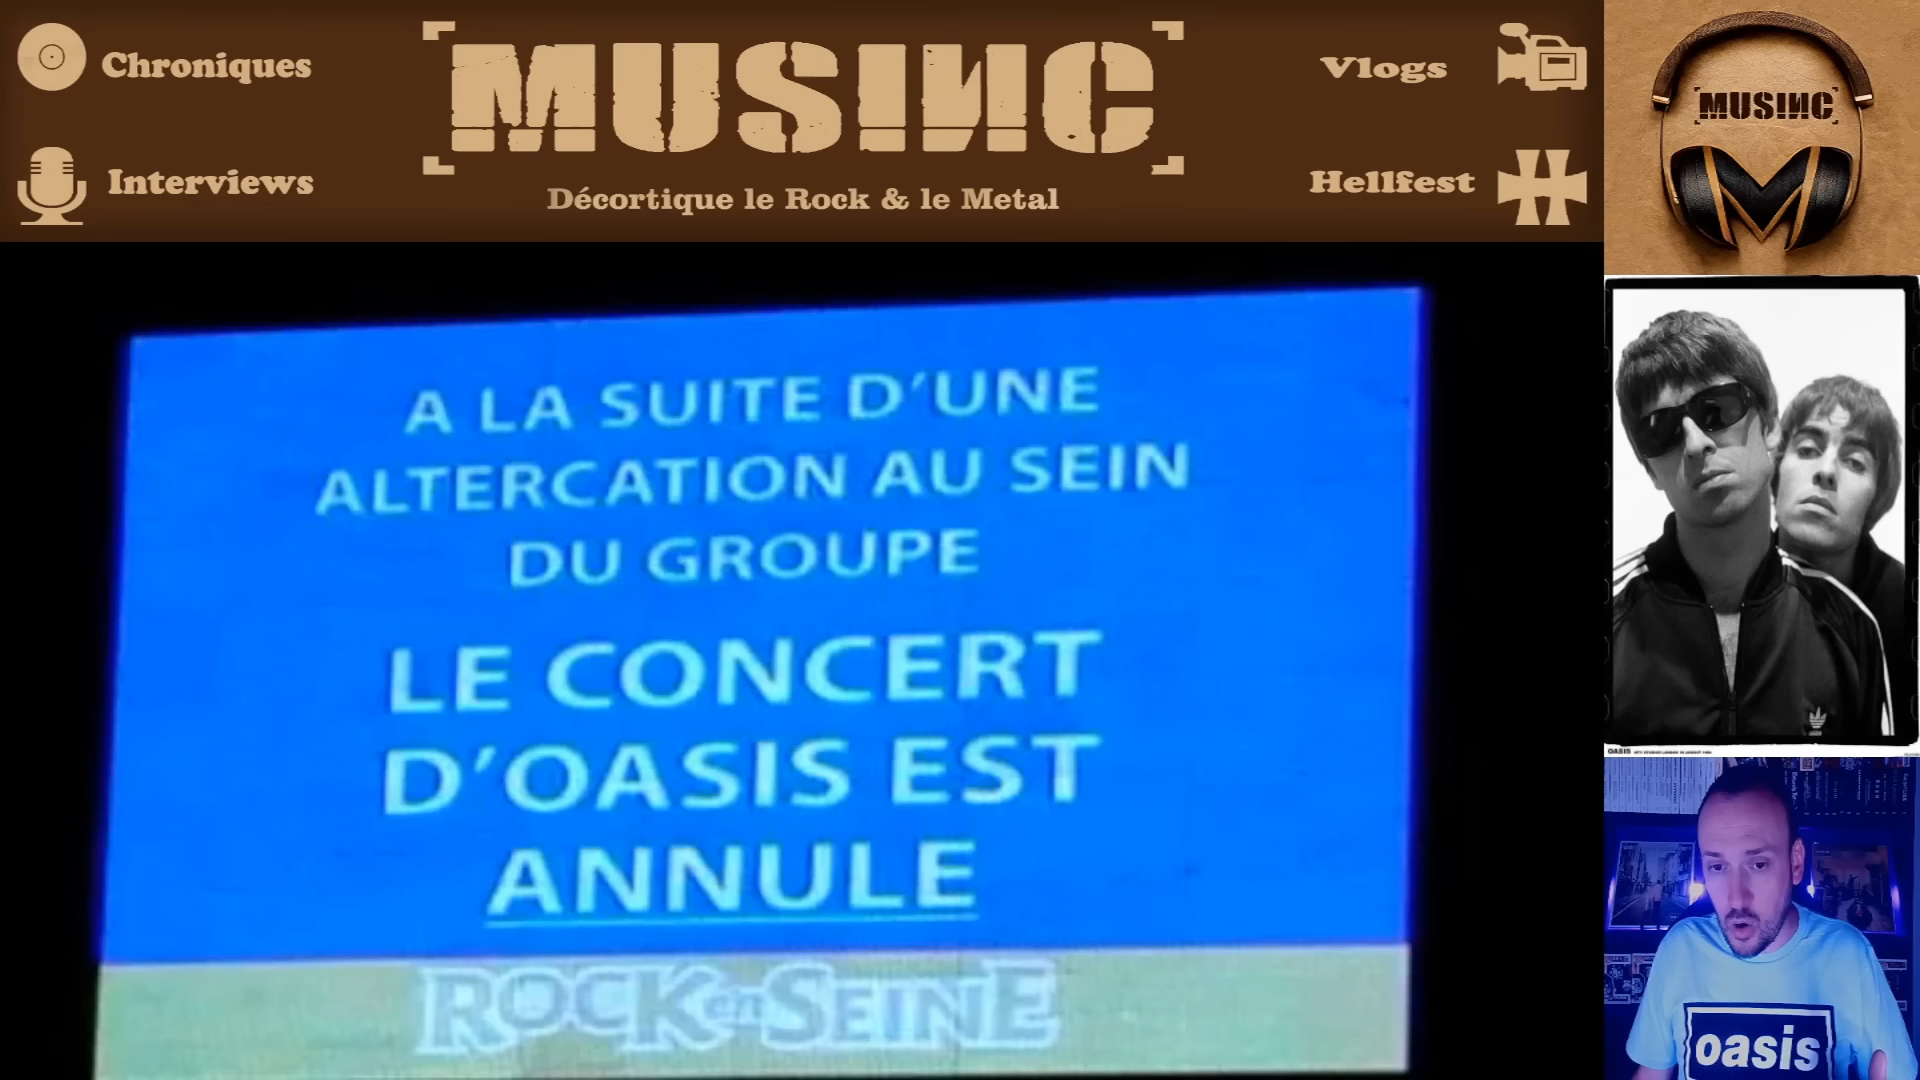 Chroniques
Interviews
MUSINC
Décortique le Rock & le Metal
Vlogs
Hellfest
MUSINC
A LA SUITE D'UNE
ALTERCATION AU SEIN
DU GROUPE
LE CONCERT
D'OASIS EST
ANNULE
ROCK en SEINE
OASIS
oasis